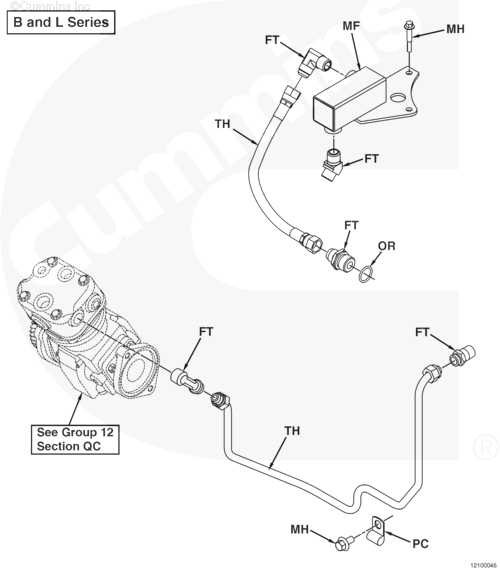 ©Cummins Inc.
B and L Series
MF
FT
MH
TH
FT
FT
OR
FT
FT
See Group 12
Section QC
TH
MH
PC
12100046
Cummins
®